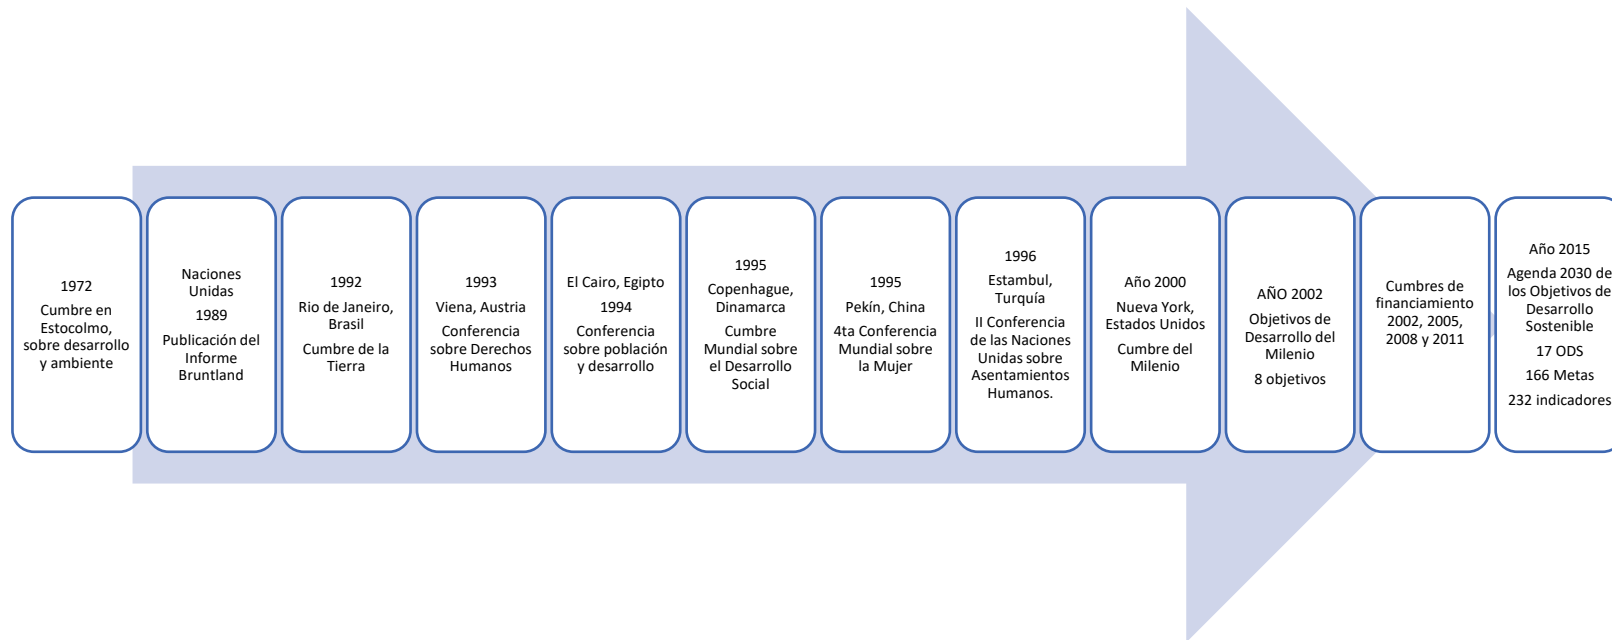 1972
Cumbre en
Estocolmo,
sobre desarrollo
y ambiente
Naciones
Unidas
1989
Publicación del
Informe
Bruntland
1992
Rio de Janeiro,
Brasil
Cumbre de la
Tierra
1993
Viena, Austria
Conferencia
sobre Derechos
Humanos
El Cairo, Egipto
1994
Conferencia
sobre población
y desarrollo
1995
Copenhague,
Dinamarca
Cumbre
Mundial sobre
el Desarrollo
Social
1995
Pekín, China
4ta Conferencia
Mundial sobre
la Mujer
1996
Estambul,
Turquía
II Conferencia
de las Naciones
Unidas sobre
Asentamientos
Humanos.
Año 2000
Nueva York,
Estados Unidos
Cumbre del
Milenio
AÑO 2002
Objetivos de
Desarrollo del
Milenio
8 objetivos
Cumbres de
financiamiento
2002, 2005,
2008 y 2011
Año 2015
Agenda 2030 de
los Objetivos de
Desarrollo
Sostenible
17 ODS
166 Metas
232 indicadores